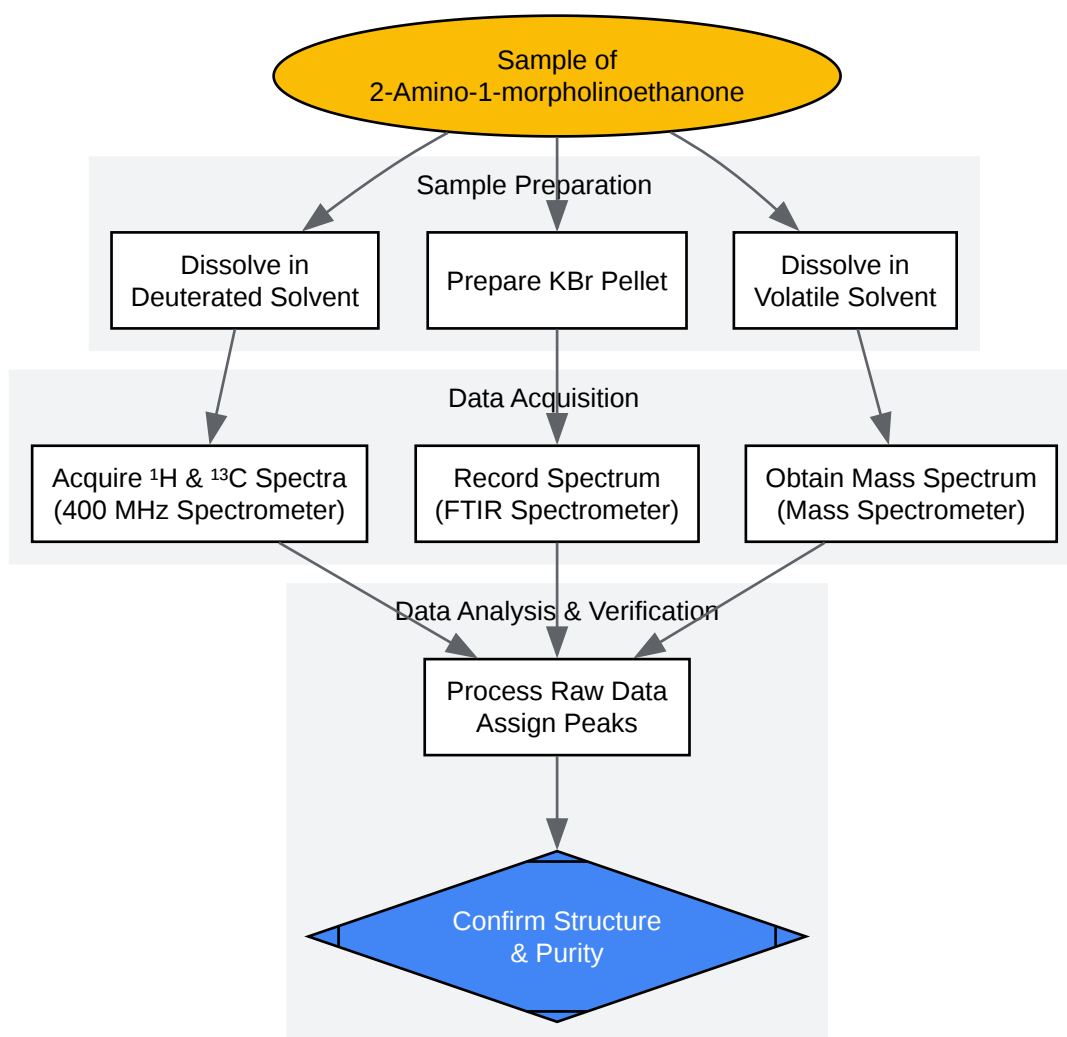 Sample of
2-Amino-1-morpholinoethanone
Sample Preparation
Dissolve in
Deuterated Solvent
Prepare KBr Pellet
Dissolve in
Volatile Solvent
Data Acquisition
Acquire ¹H & ¹³C Spectra
(400 MHz Spectrometer)
Record Spectrum
(FTIR Spectrometer)
Obtain Mass Spectrum
(Mass Spectrometer)
Data Analysis & Verification
Process Raw Data
Assign Peaks
Confirm Structure
& Purity